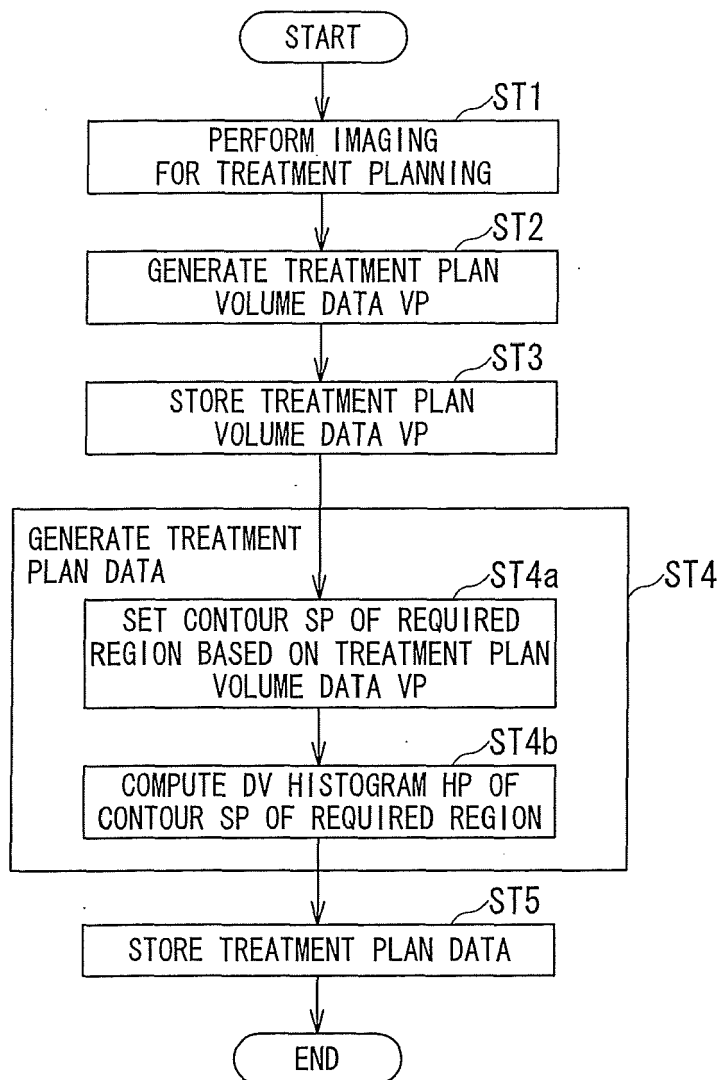 START
ST1
PERFORM IMAGING
FOR TREATMENT PLANNING
ST2
GENERATE TREATMENT PLAN
VOLUME DATA VP
ST3
STORE TREATMENT PLAN
VOLUME DATA VP
GENERATE TREATMENT
PLAN DATA
ST4
ST4a
SET CONTOUR SP OF REQUIRED
REGION BASED ON TREATMENT PLAN
VOLUME DATA VP
ST4b
COMPUTE DV HISTOGRAM HP OF
CONTOUR SP OF REQUIRED REGION
ST5
STORE TREATMENT PLAN DATA
END